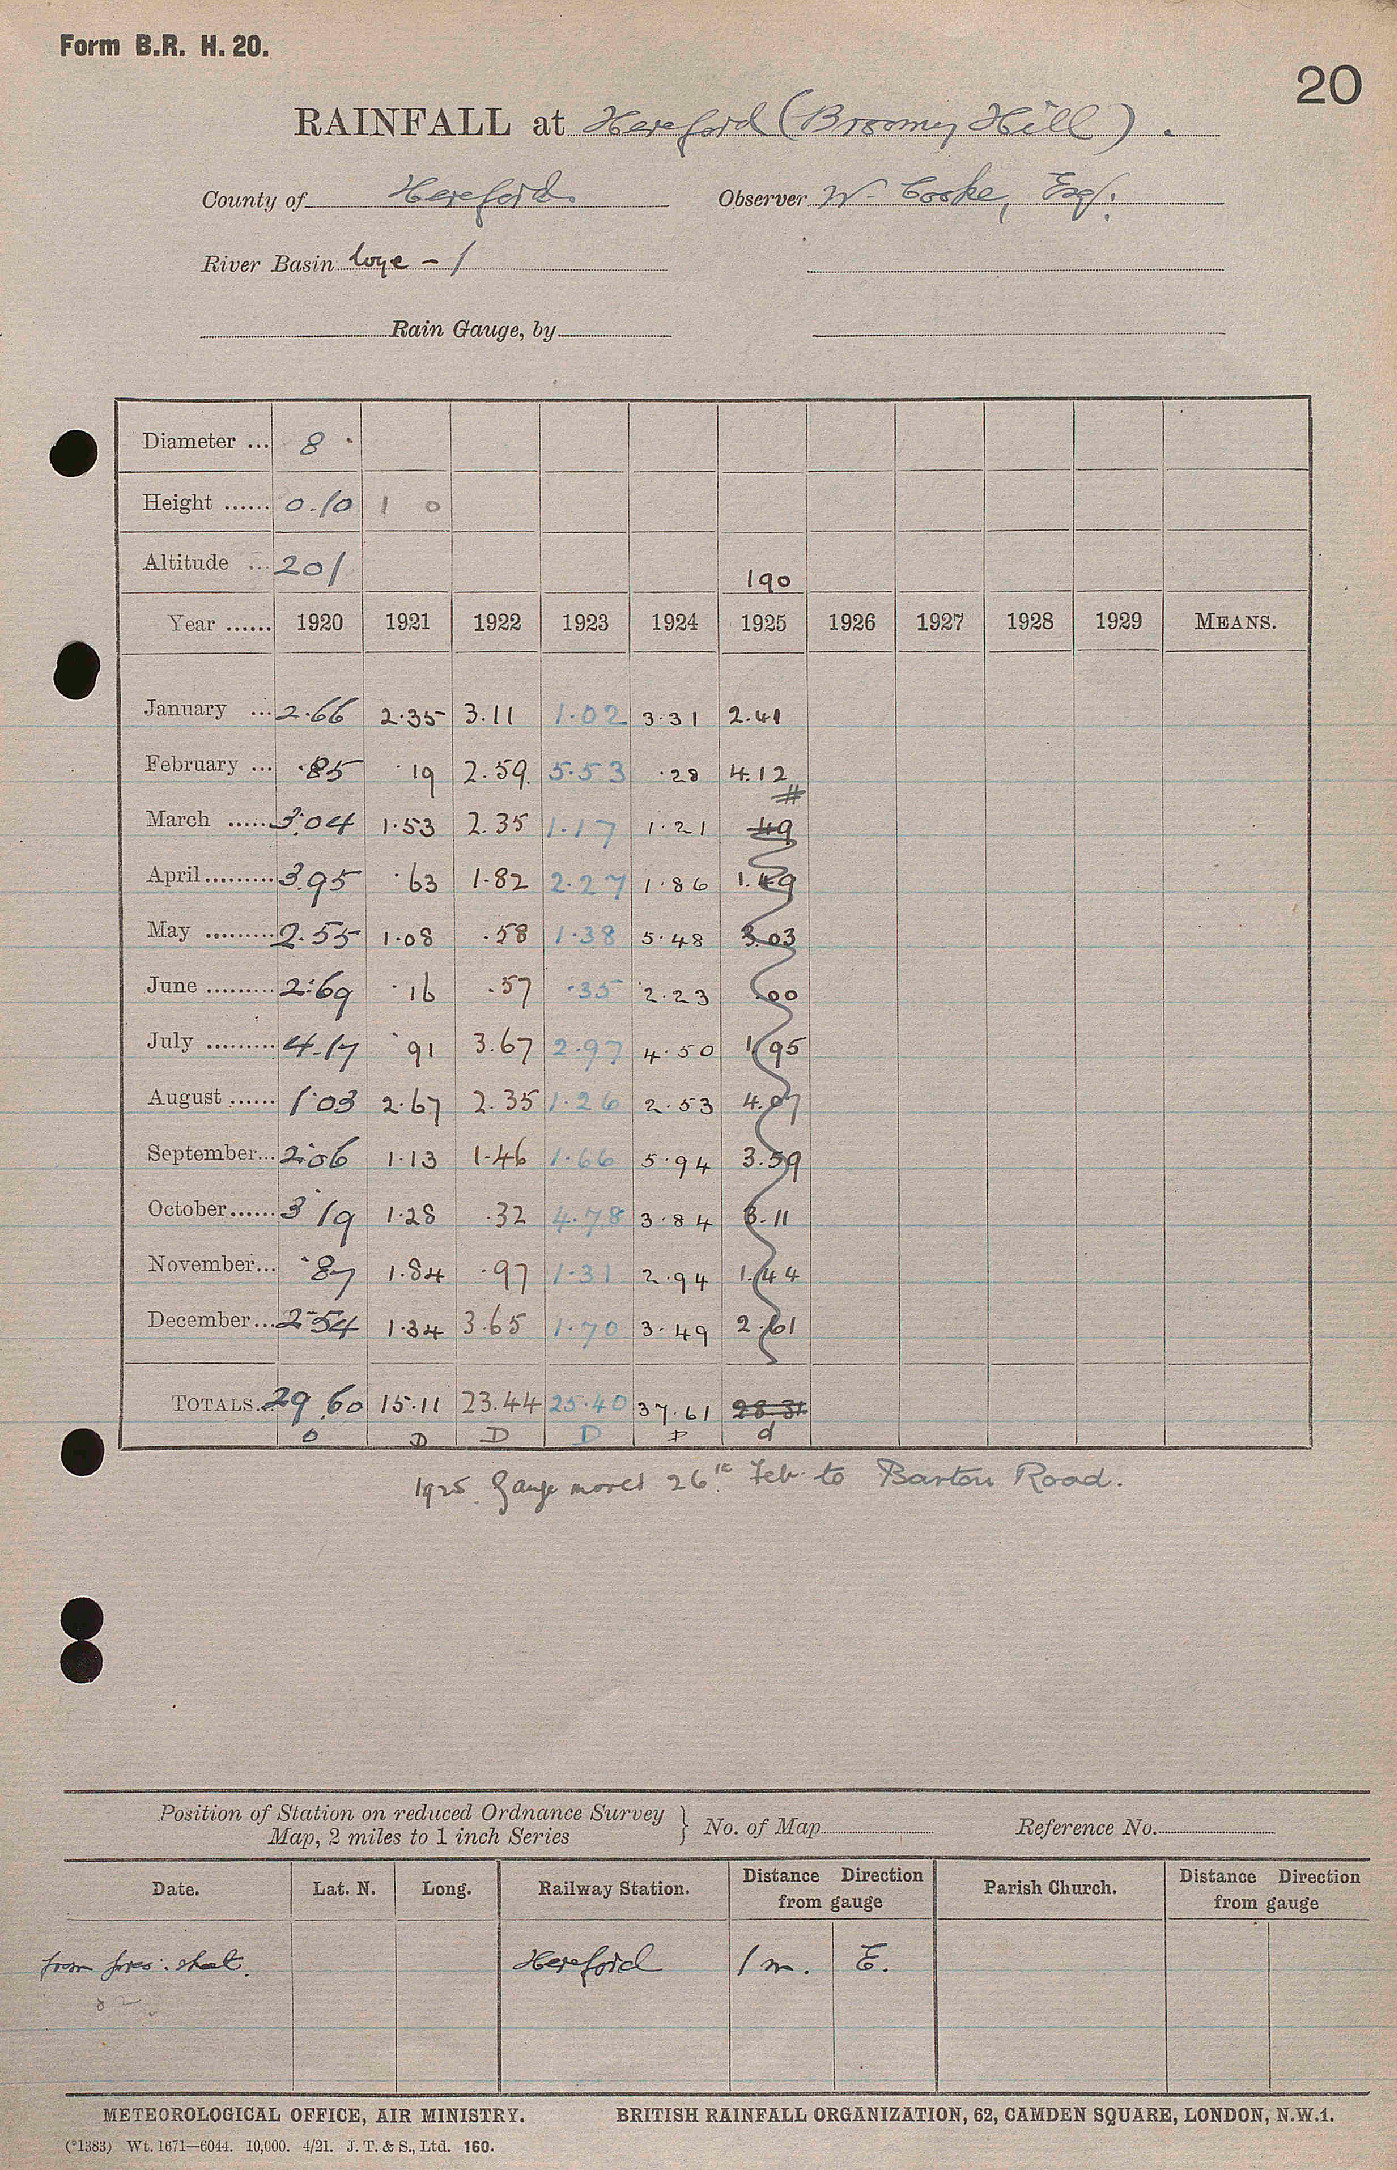 Form B.R. H. 20.
20
RAINFALL at Hereford (Broomy Hill).
County of Hereford. Observer W. Cooke, Esq:
River Basin Wye - 1
Rain Gauge, by
Diameter ... 8
Height ...... 0.10 1 0
Altitude ... 201 190
Year ...... 1920 1921 1922 1923 1924 1925 1926 1927 1928 1929 MEANS.
January ... 2.66 2.35 3.11 1.02 3.31 2.41
February ... .85 .19 2.59 5.53 .28 4.12
March ...... 3.04 1.53 2.35 1.17 1.21 .49
April ......... 3.95 .63 1.82 2.27 1.86 1.49
May ......... 2.55 1.08 .58 1.38 5.48 3.03
June ......... 2.69 .16 .57 .35 2.23 .00
July ......... 4.17 .91 3.67 2.97 4.50 1.95
August ...... 1.03 2.67 2.35 1.26 2.53 4.07
September... 2.06 1.13 1.46 1.66 5.94 3.59
October ...... 3.19 1.28 .32 4.78 3.84 3.11
November... .87 1.84 .97 1.31 2.94 1.44
December ... 2.54 1.34 3.65 1.70 3.49 2.61
TOTALS... 29.60 15.11 23.44 25.40 37.61 28.31
D D D D d
1925. Gauge moved 26th Feb. to Barton Road.
Position of Station on reduced Ordnance Survey
Map, 2 miles to 1 inch Series } No. of Map Reference No.
Date. Lat. N. Long. Railway Station. Distance Direction from gauge Parish Church. Distance Direction from gauge
from prev: sheet. Hereford 1 m. E.
METEOROLOGICAL OFFICE, AIR MINISTRY. BRITISH RAINFALL ORGANIZATION, 62, CAMDEN SQUARE, LONDON, N.W.1.
(*1383) Wt. 1671—6044. 10,000. 4/21. J. T. & S., Ltd. 160.